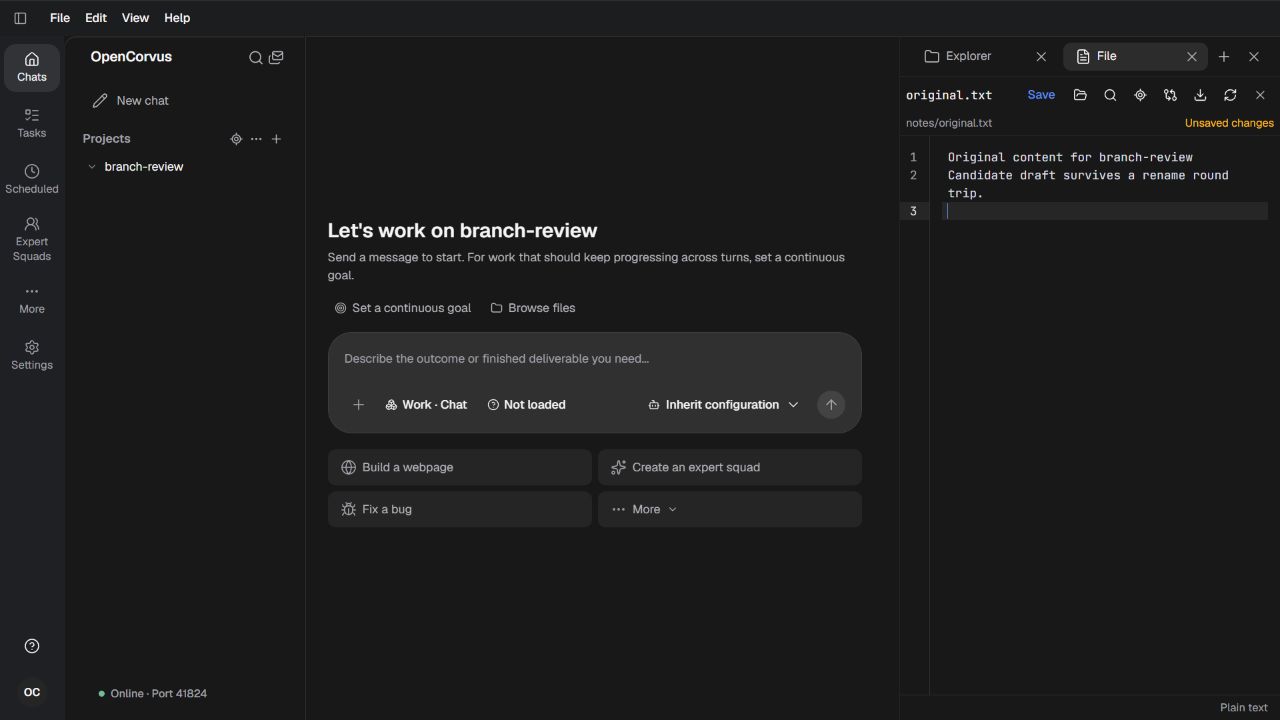 File Edit View Help
Chats
Tasks
Scheduled
Expert
Squads
More
Settings
OC
OpenCorvus
New chat
Projects
branch-review
Online · Port 41824
Let's work on branch-review
Send a message to start. For work that should keep progressing across turns, set a continuous
goal.
Set a continuous goal Browse files
Describe the outcome or finished deliverable you need...
Work · Chat Not loaded Inherit configuration
Build a webpage Create an expert squad
Fix a bug More
Explorer File
original.txt Save
notes/original.txt Unsaved changes
1 Original content for branch-review
2 Candidate draft survives a rename round
trip.
3
Plain text